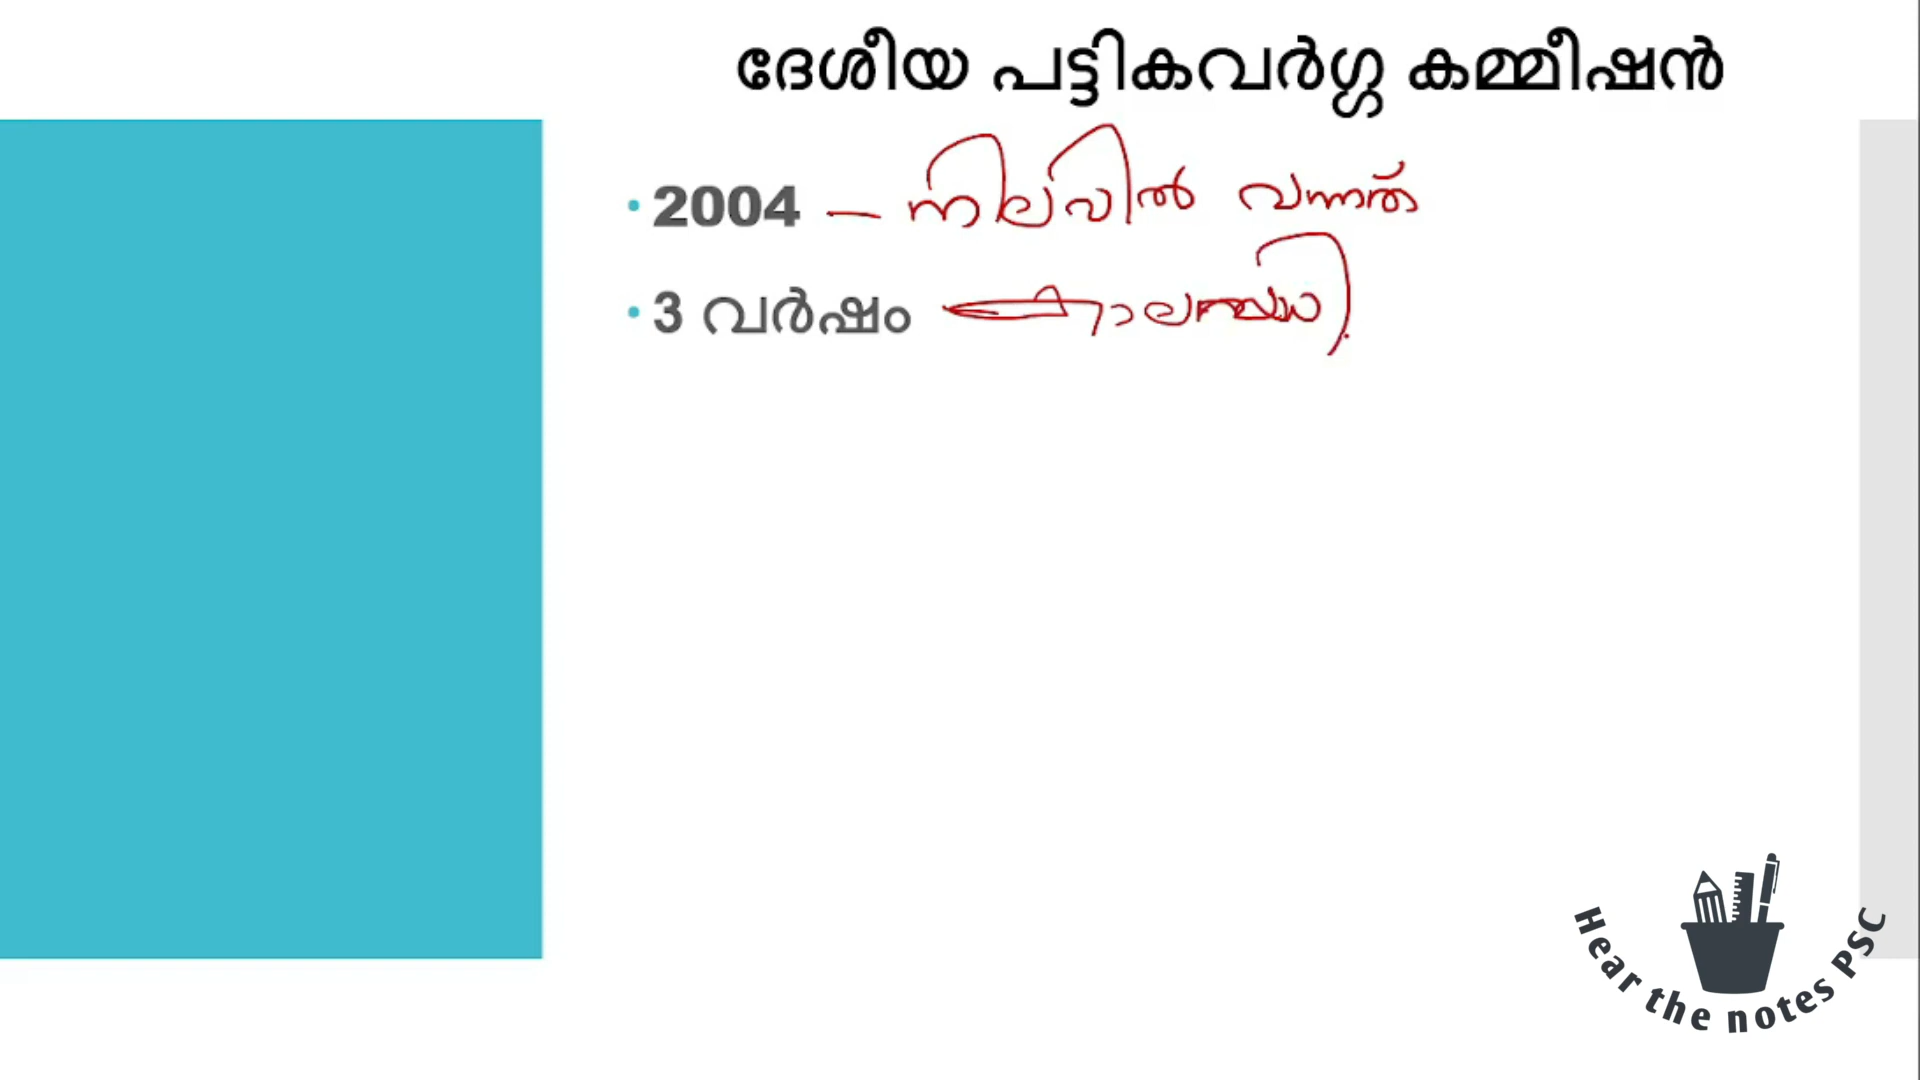 ദേശീയ പട്ടികവർഗ്ഗ കമ്മീഷൻ
• 2004 – നിലവിൽ വന്നത്
• 3 വർഷം കാലാവധി
Hear the notes PSC